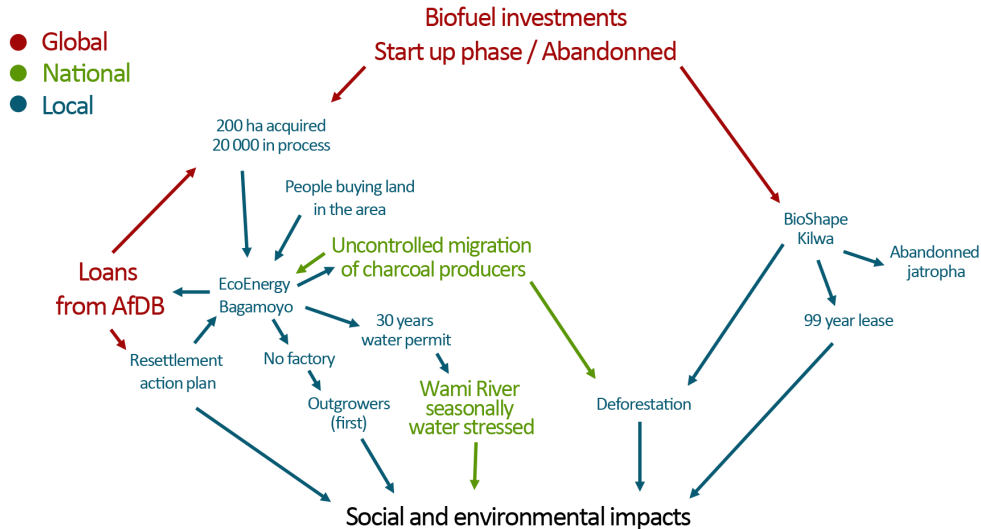 Biofuel investments
Start up phase / Abandonned
Global
National
Local
200 ha acquired
20 000 in process
People buying land
in the area
BioShape
Kilwa
Uncontrolled migration
of charcoal producers
Abandonned
jatropha
Loans
from AfDB
EcoEnergy
Bagamoyo
30 years
water permit
99 year lease
Resettlement
action plan
No factory
Outgrowers
(first)
Wami River
seasonally
water stressed
Deforestation
Social and environmental impacts